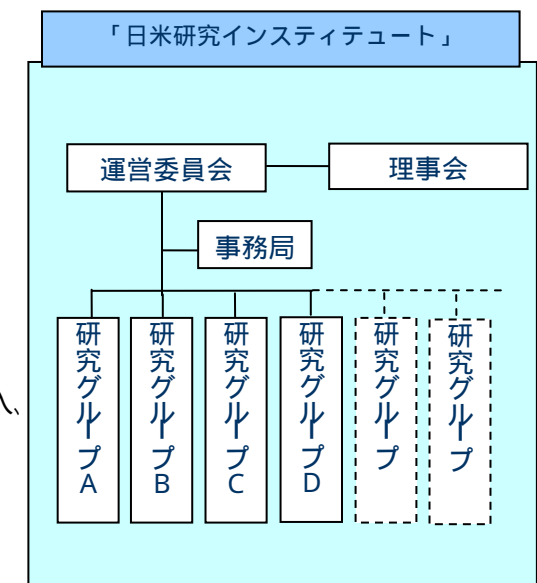 「日米研究インスティテュート」
運営委員会
理事会
事務局
研究グループA
研究グループB
研究グループC
研究グループD
研究グループ
研究グループ